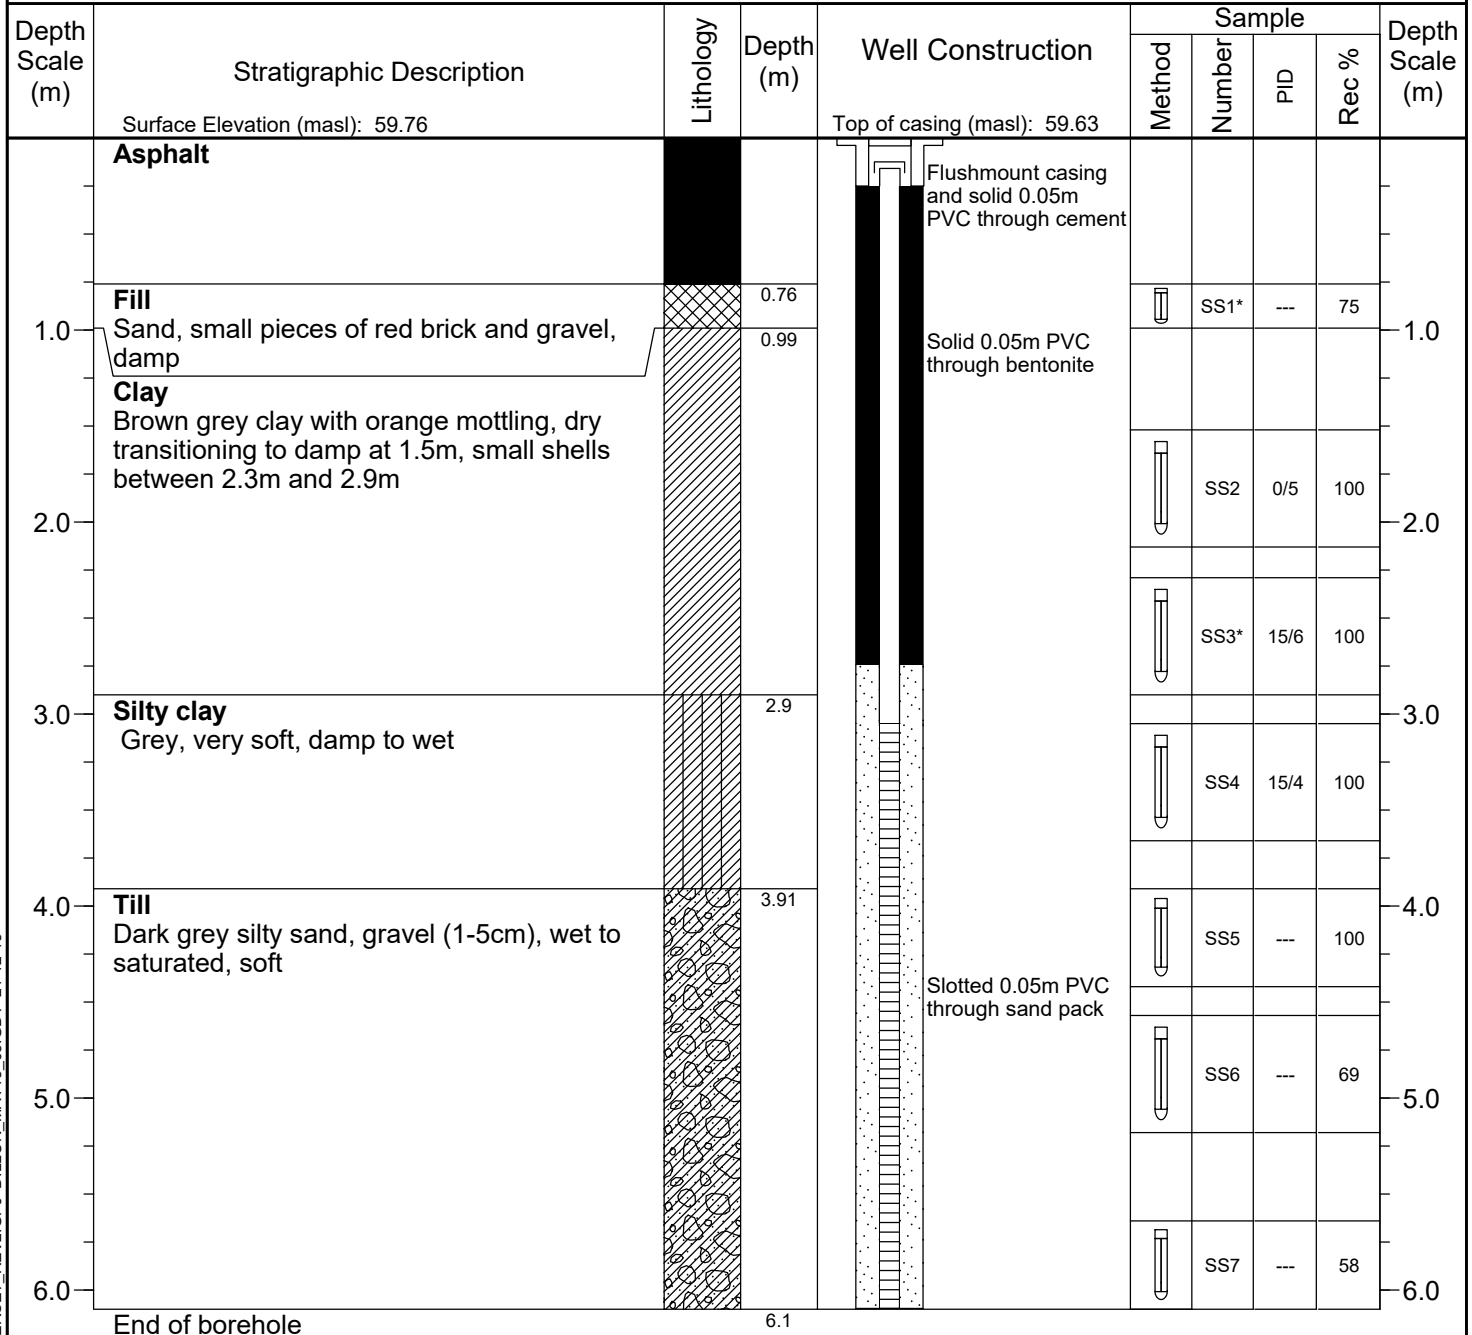 Depth
Scale
(m)
Stratigraphic Description
Surface Elevation (masl): 59.76
Lithology
Depth
(m)
Well Construction
Top of casing (masl): 59.63
Sample
Method
Number
PID
Rec %
Depth
Scale
(m)
Asphalt
Flushmount casing
and solid 0.05m
PVC through cement
Fill
0.76
Sand, small pieces of red brick and gravel,
damp
SS1* --- 75
1.0
0.99
1.0
Solid 0.05m PVC
through bentonite
Clay
Brown grey clay with orange mottling, dry
transitioning to damp at 1.5m, small shells
between 2.3m and 2.9m
SS2 0/5 100
2.0
2.0
SS3* 15/6 100
3.0
Silty clay
2.9
3.0
Grey, very soft, damp to wet
SS4 15/4 100
4.0
Till
3.91
4.0
Dark grey silty sand, gravel (1-5cm), wet to
saturated, soft
SS5 --- 100
Slotted 0.05m PVC
through sand pack
SS6 --- 69
5.0
5.0
SS7 --- 58
6.0
6.0
End of borehole
6.1